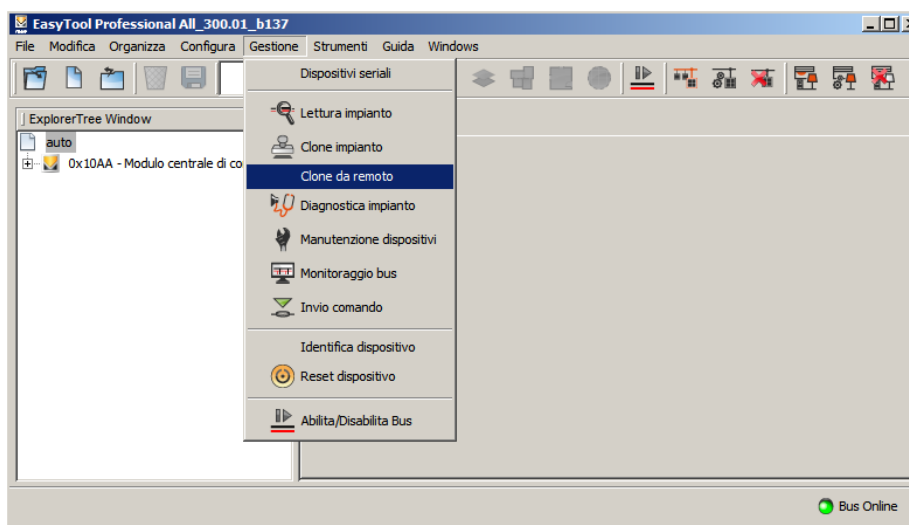 EasyTool Professional All_300.01_b137
File Modifica Organizza Configura Gestione Strumenti Guida Windows
Dispositivi seriali
ExplorerTree Window
Lettura impianto
auto
Clone impianto
0x10AA - Modulo centrale di co
Clone da remoto
Diagnostica impianto
Manutenzione dispositivi
Monitoraggio bus
Invio comando
Identifica dispositivo
Reset dispositivo
Abilita/Disabilita Bus
Bus Online